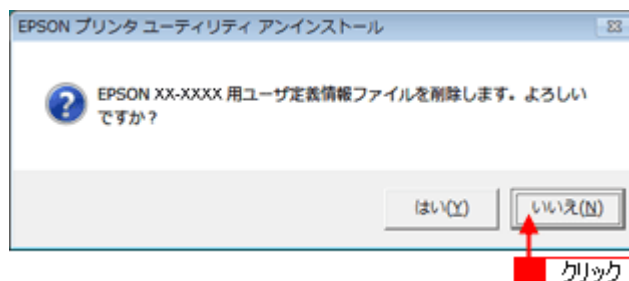 EPSON プリンタ ユーティリティ アンインストール
EPSON XX-XXXX 用ユーザ定義情報ファイルを削除します。よろしい
ですか？
はい(Y)
いいえ(N)
クリック